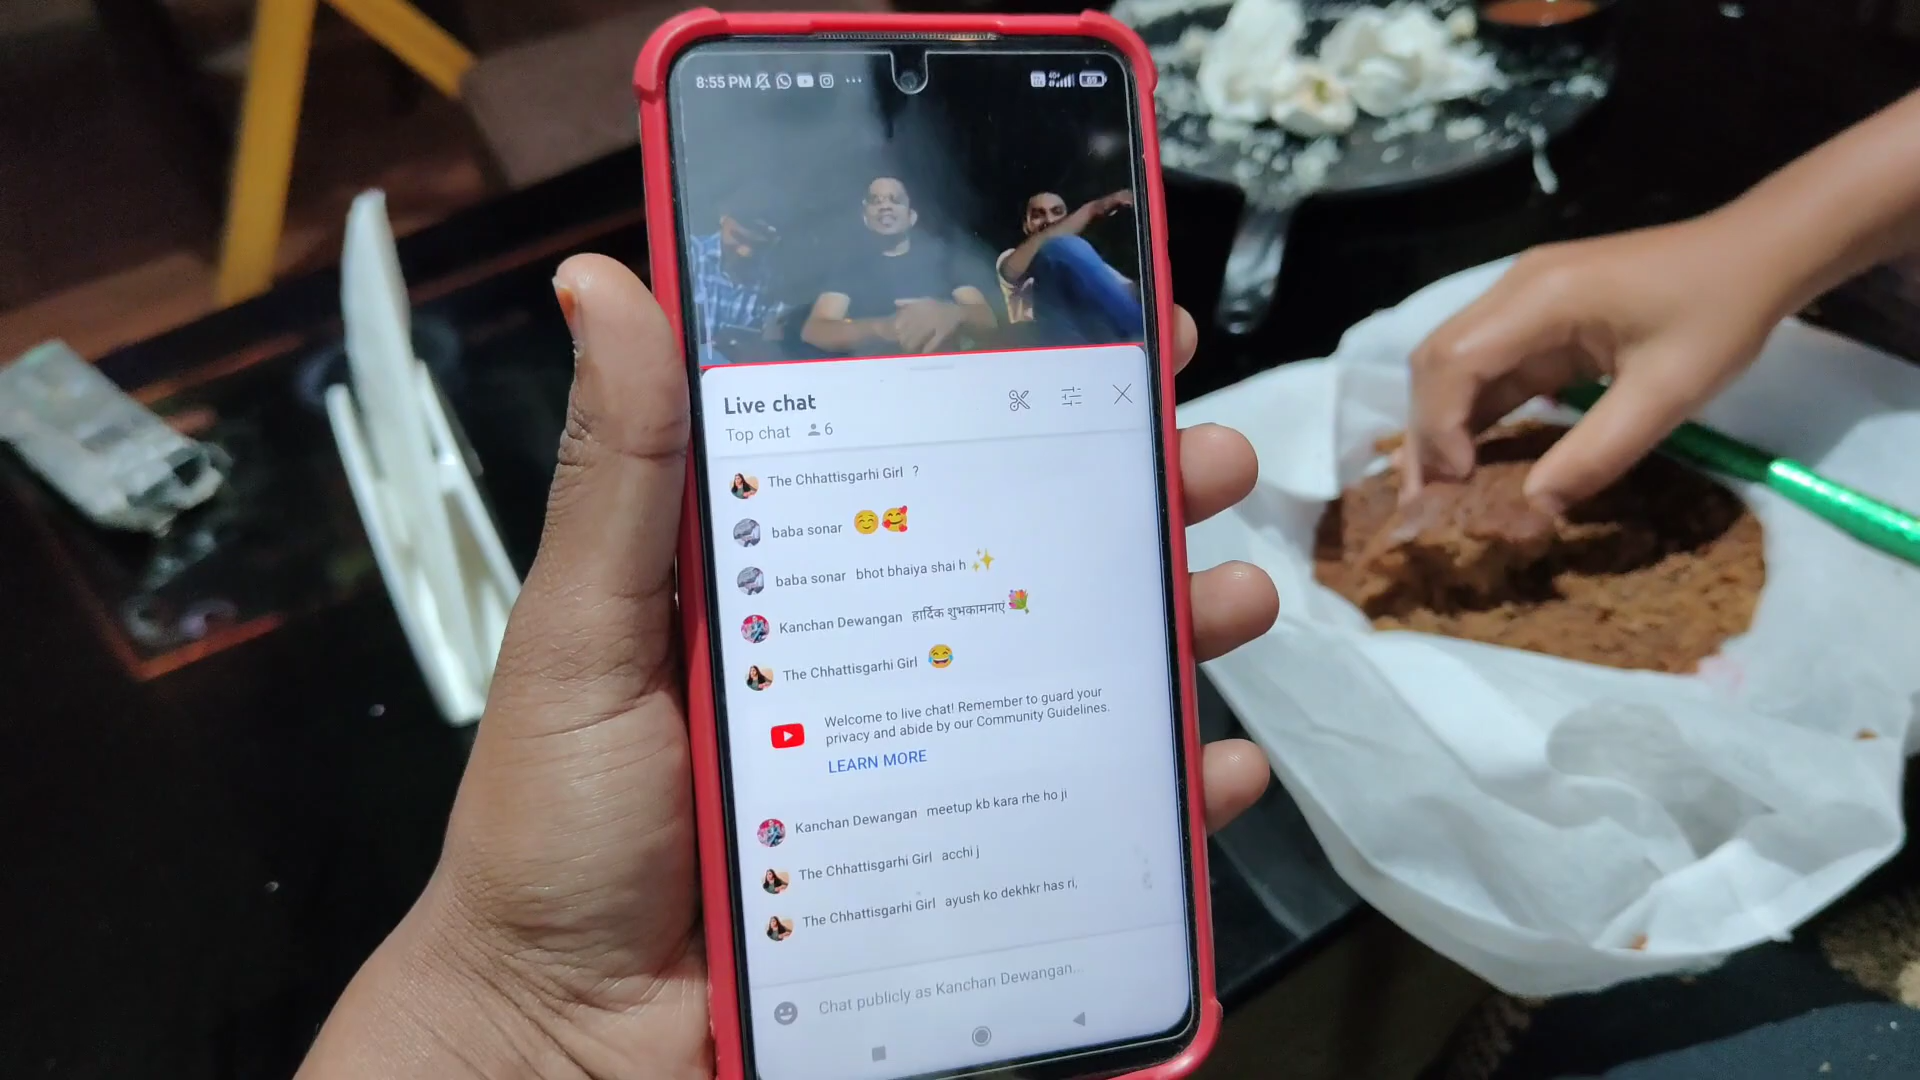 8:55 PM
Live chat
Top chat 6
The Chhattisgarhi Girl ?
baba sonar ☺️🥰
baba sonar bhot bhaiya shai h ✨
Kanchan Dewangan हार्दिक शुभकामनाएं 💐
The Chhattisgarhi Girl 😂
Welcome to live chat! Remember to guard your
privacy and abide by our Community Guidelines.
LEARN MORE
Kanchan Dewangan meetup kb kara rhe ho ji
The Chhattisgarhi Girl acchi j
The Chhattisgarhi Girl ayush ko dekhkr has ri,
Chat publicly as Kanchan Dewangan...